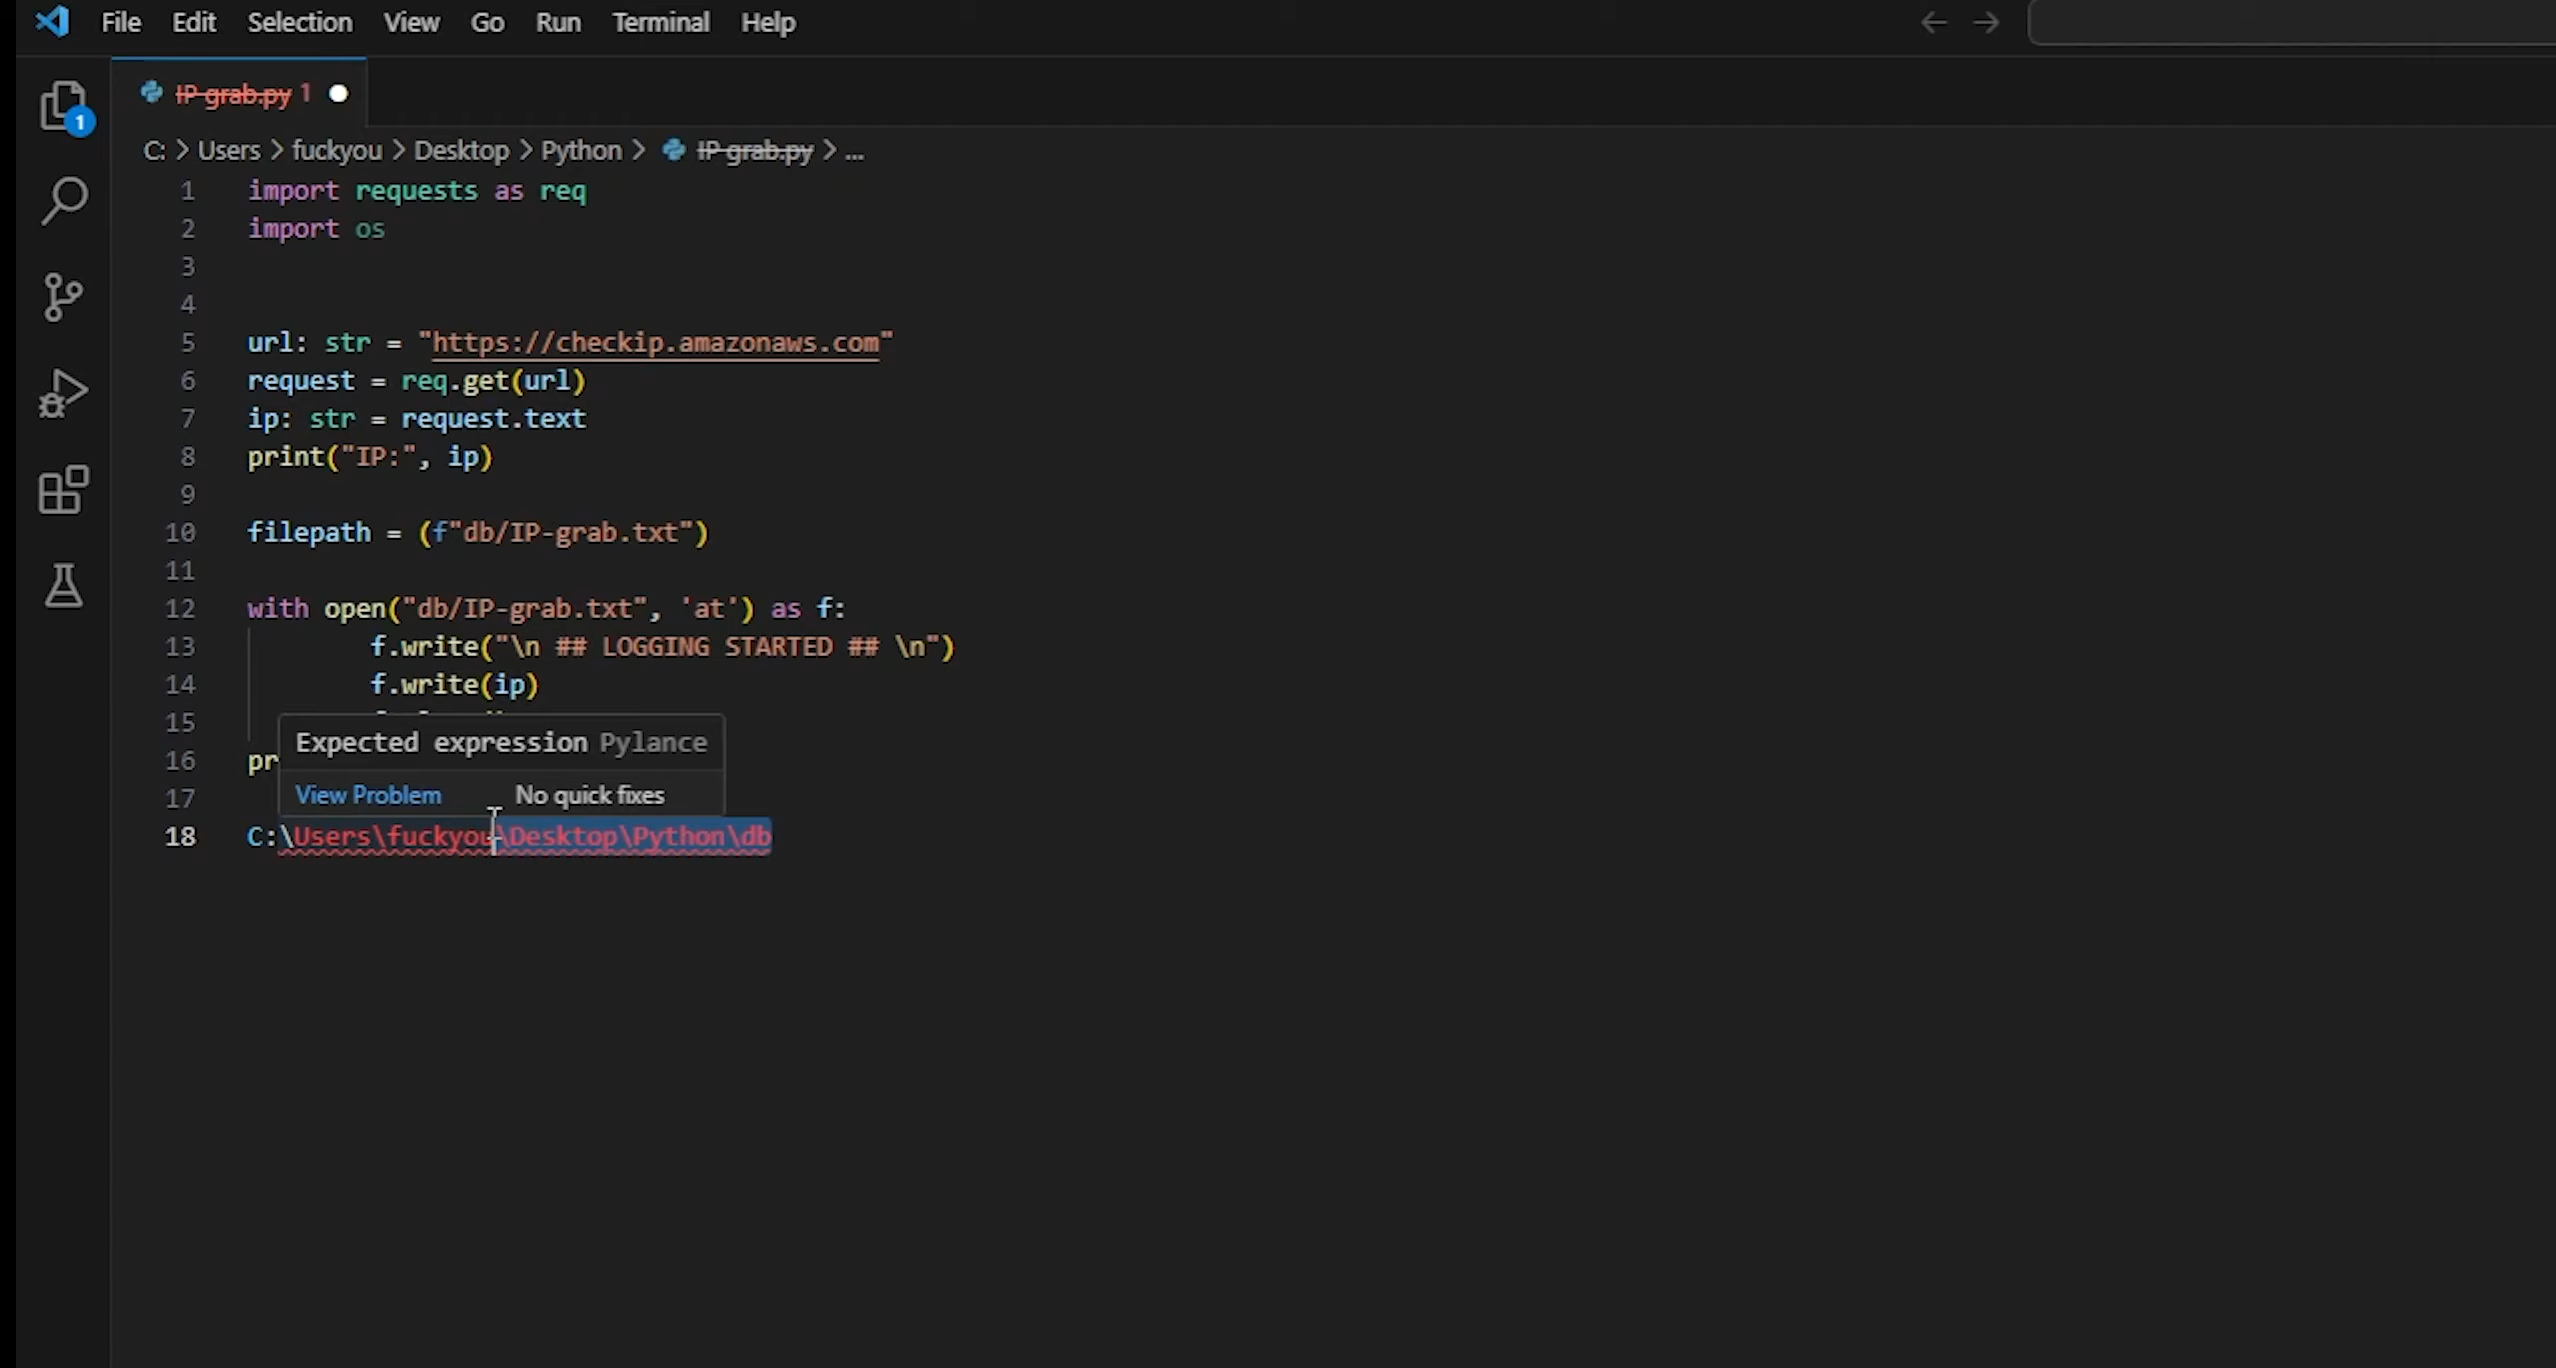 File Edit Selection View Go Run Terminal Help
1
IP grab.py 1
C: > Users > fuckyou > Desktop > Python > IP grab.py > ...
1 import requests as req
2 import os
3
4
5 url: str = "https://checkip.amazonaws.com"
6 request = req.get(url)
7 ip: str = request.text
8 print("IP:", ip)
9
10 filepath = (f"db/IP-grab.txt")
11
12 with open("db/IP-grab.txt", 'at') as f:
13 f.write("\n ## LOGGING STARTED ## \n")
14 f.write(ip)
15
Expected expression Pylance
16 pr
View Problem No quick fixes
17
18 C:\Users\fuckyou\Desktop\Python\db